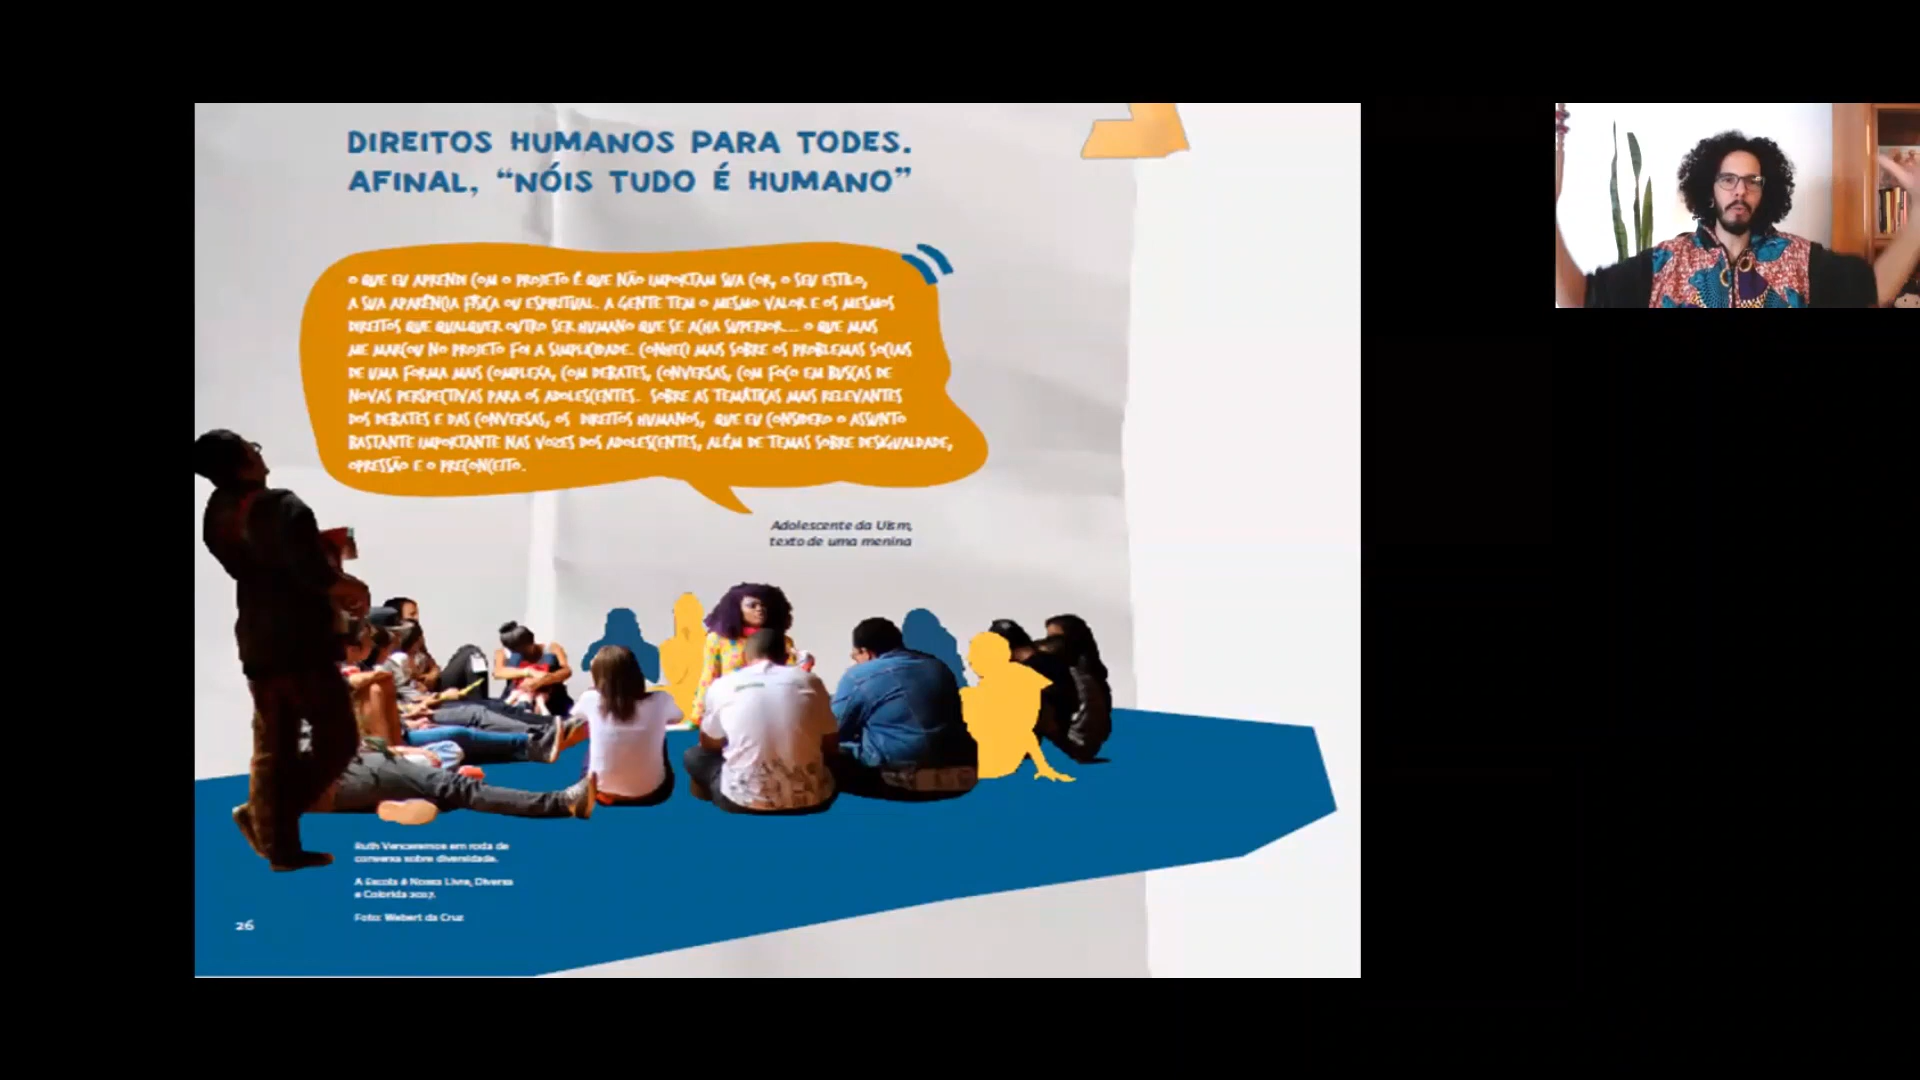 DIREITOS HUMANOS PARA TODES.
AFINAL, “NÓIS TUDO É HUMANO”
O QUE EU APRENDI COM O PROJETO É QUE NÃO IMPORTAM SUA COR, O SEU ESTILO,
A SUA APARÊNCIA FÍSICA OU ESPIRITUAL. A GENTE TEM O MESMO VALOR E OS MESMOS
DIREITOS QUE QUALQUER OUTRO SER HUMANO QUE SE ACHA SUPERIOR... O QUE MAIS
ME MARCOU NO PROJETO FOI A SIMPLICIDADE. CONHECI MAIS SOBRE OS PROBLEMAS SOCIAIS
DE UMA FORMA MAIS COMPLEXA, COM DEBATES, CONVERSAS, COM FOCO EM BUSCAS DE
NOVAS PERSPECTIVAS PARA OS ADOLESCENTES. SOBRE AS TEMÁTICAS MAIS RELEVANTES
DOS DEBATES E DAS CONVERSAS, OS DIREITOS HUMANOS, QUE EU CONSIDERO O ASSUNTO
BASTANTE IMPORTANTE NAS VOZES DOS ADOLESCENTES, ALÉM DE TEMAS SOBRE DESIGUALDADE,
OPRESSÃO E O PRECONCEITO.
Adolescente da Uism,
texto de uma menina
Ruth Venceremos em roda de
conversa sobre diversidade.
A Escola é Nossa Livre, Diversa
e Colorida 2017.
Foto: Webert da Cruz
26